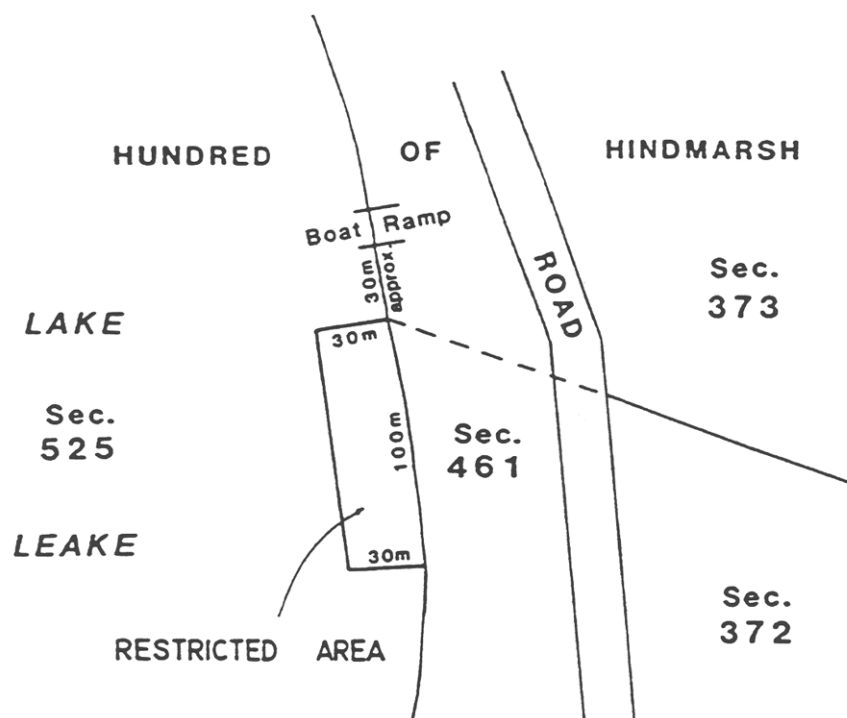 HUNDRED OF HINDMARSH
Boat Ramp
30m
approx.
ROAD
Sec.
373
LAKE
30m
Sec.
525
100m
Sec.
461
LEAKE
30m
Sec.
372
RESTRICTED AREA